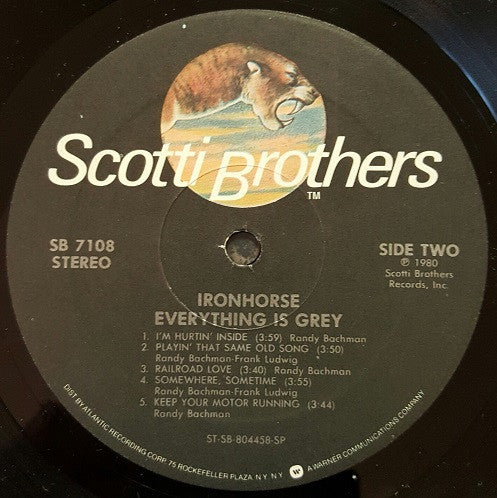 Scotti Brothers
TM
SB 7108
STEREO
SIDE TWO
℗ 1980
Scotti Brothers
Records, Inc.
IRONHORSE
EVERYTHING IS GREY
1. I'M HURTIN' INSIDE (3:59) Randy Bachman
2. PLAYIN' THAT SAME OLD SONG (3:50)
Randy Bachman-Frank Ludwig
3. RAILROAD LOVE (3:40) Randy Bachman
4. SOMEWHERE, SOMETIME (3:55)
Randy Bachman-Frank Ludwig
5. KEEP YOUR MOTOR RUNNING (3:44)
Randy Bachman
ST-SB-804458-SP
DIST BY ATLANTIC RECORDING CORP 75 ROCKEFELLER PLAZA N Y N Y W A WARNER COMMUNICATIONS COMPANY